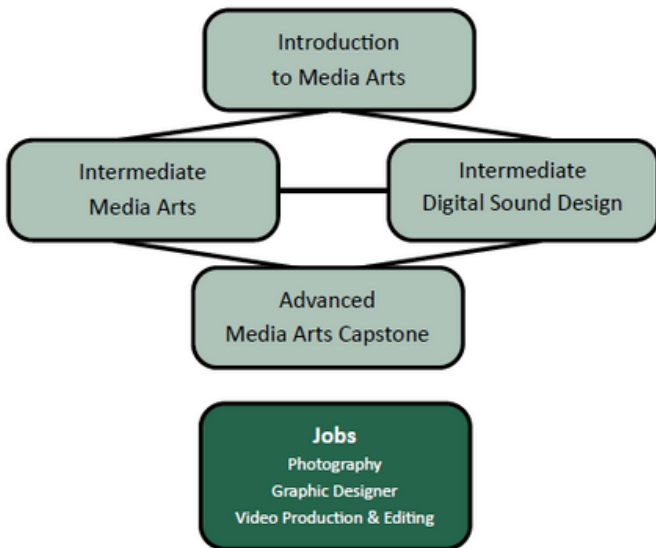 Introduction
to Media Arts
Intermediate
Media Arts
Intermediate
Digital Sound Design
Advanced
Media Arts Capstone
Jobs
Photography
Graphic Designer
Video Production & Editing